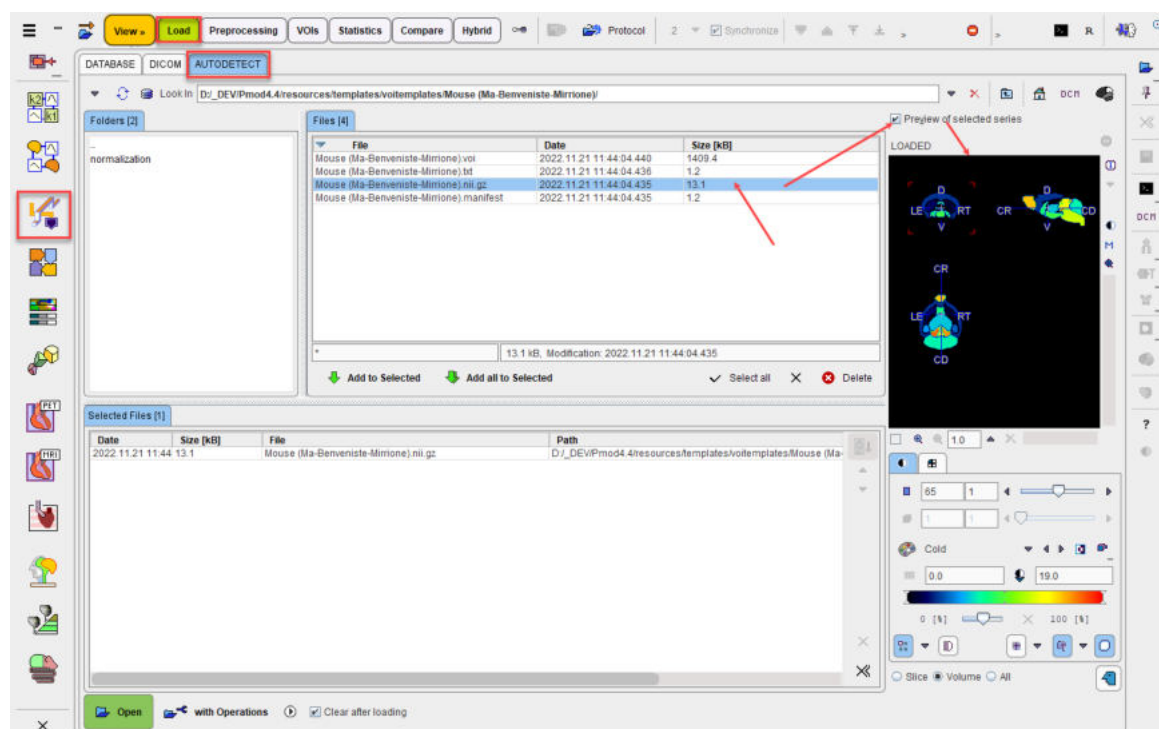 View »
Load
Preprocessing
VOIs
Statistics
Compare
Hybrid
Protocol
2
Synchronize
R
DATABASE
DICOM
AUTODETECT
Look In
D:/_DEV/Pmod4.4/resources/templates/voitemplates/Mouse (Ma-Benveniste-Mirrione)/
DCM
Folders [2]
..
normalization
Files [4]
File Date Size [kB]
Mouse (Ma-Benveniste-Mirrione).voi 2022.11.21 11:44:04.440 1409.4
Mouse (Ma-Benveniste-Mirrione).txt 2022.11.21 11:44:04.436 1.2
Mouse (Ma-Benveniste-Mirrione).nii.gz 2022.11.21 11:44:04.435 13.1
Mouse (Ma-Benveniste-Mirrione).manifest 2022.11.21 11:44:04.435 1.2
*
13.1 kB, Modification: 2022.11.21 11:44:04.435
Add to Selected
Add all to Selected
Select all
Delete
Preview of selected series
LOADED
D
LE RT
V
D
CR CD
V
CR
LE RT
CD
M
DCM
k2
k1
PET
MRI
Selected Files [1]
Date Size [kB] File Path
2022.11.21 11:44 13.1 Mouse (Ma-Benveniste-Mirrione).nii.gz D:/_DEV/Pmod4.4/resources/templates/voitemplates/Mouse (Ma-
1.0
65 1
1 1
Cold
0.0 19.0
0 [%] 100 [%]
Slice Volume All
?
Open
with Operations
Clear after loading